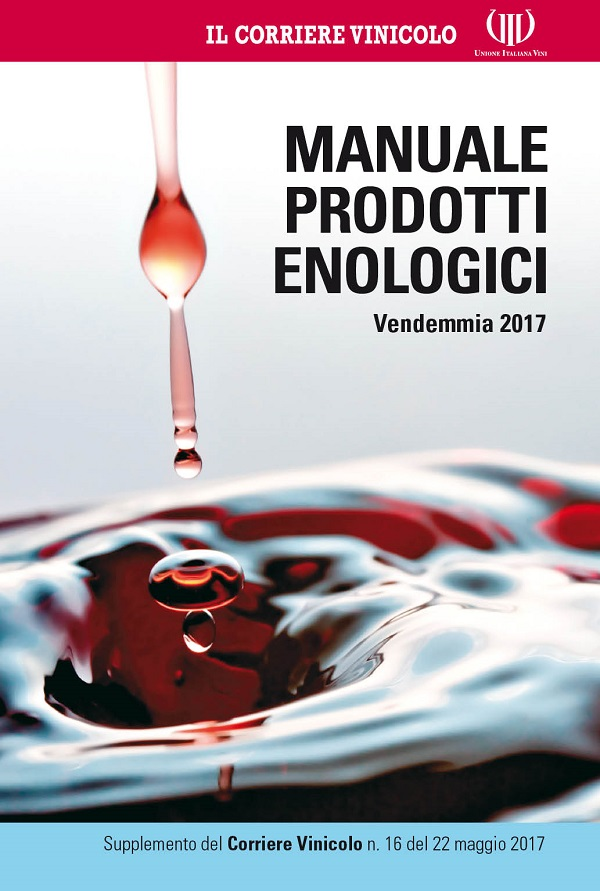 IL CORRIERE VINICOLO
UNIONE ITALIANA VINI
MANUALE
PRODOTTI
ENOLOGICI
Vendemmia 2017
Supplemento del Corriere Vinicolo n. 16 del 22 maggio 2017